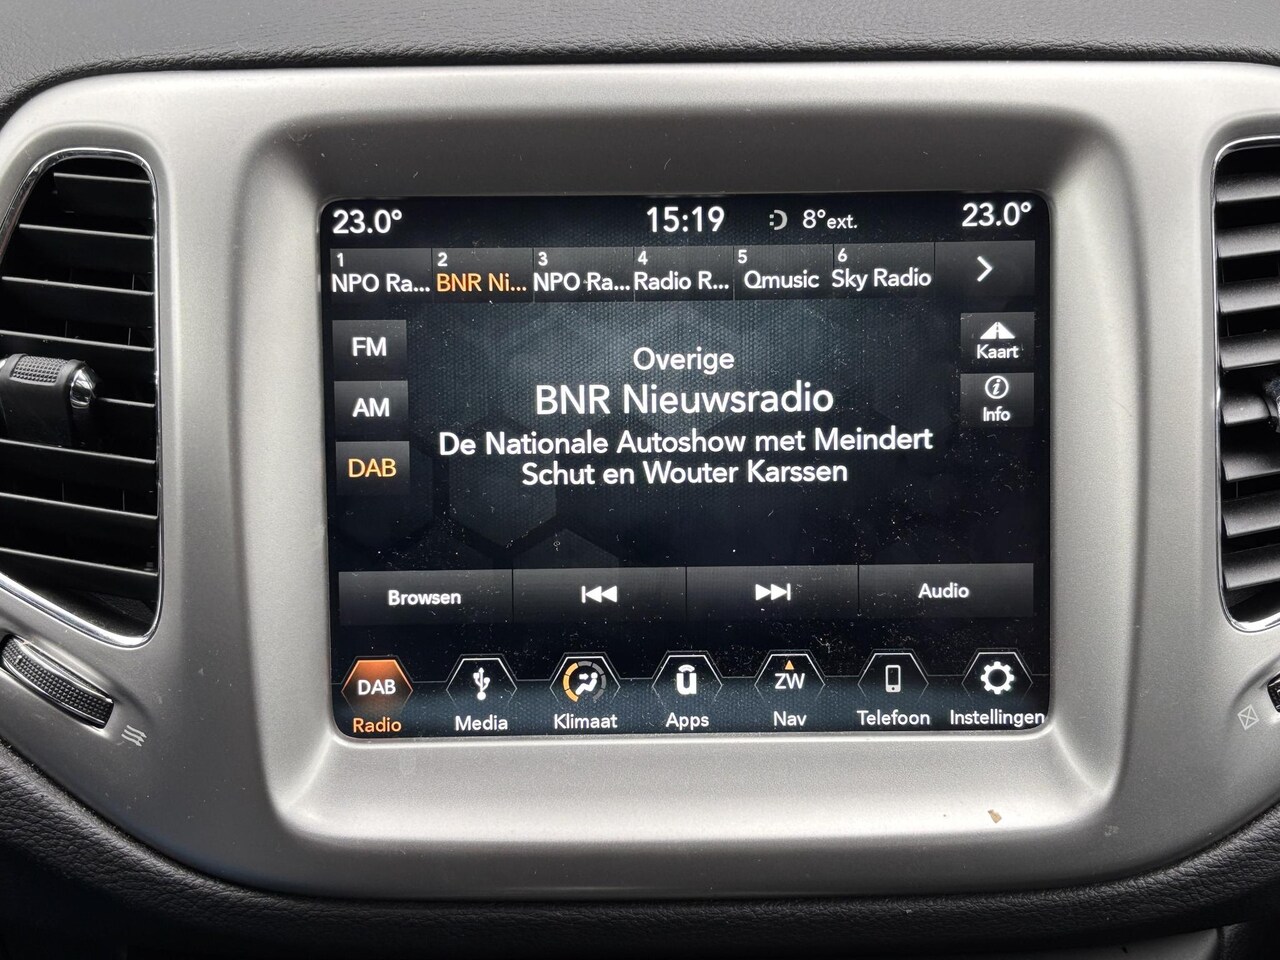 23.0° 15:19 8°ext. 23.0°
1 2 3 4 5 6
NPO Ra... BNR Ni... NPO Ra... Radio R... Qmusic Sky Radio
FM
AM
DAB
Overige
BNR Nieuwsradio
De Nationale Autoshow met Meindert
Schut en Wouter Karssen
Kaart
i
Info
Browsen Audio
DAB ZW
Radio Media Klimaat Apps Nav Telefoon Instellingen